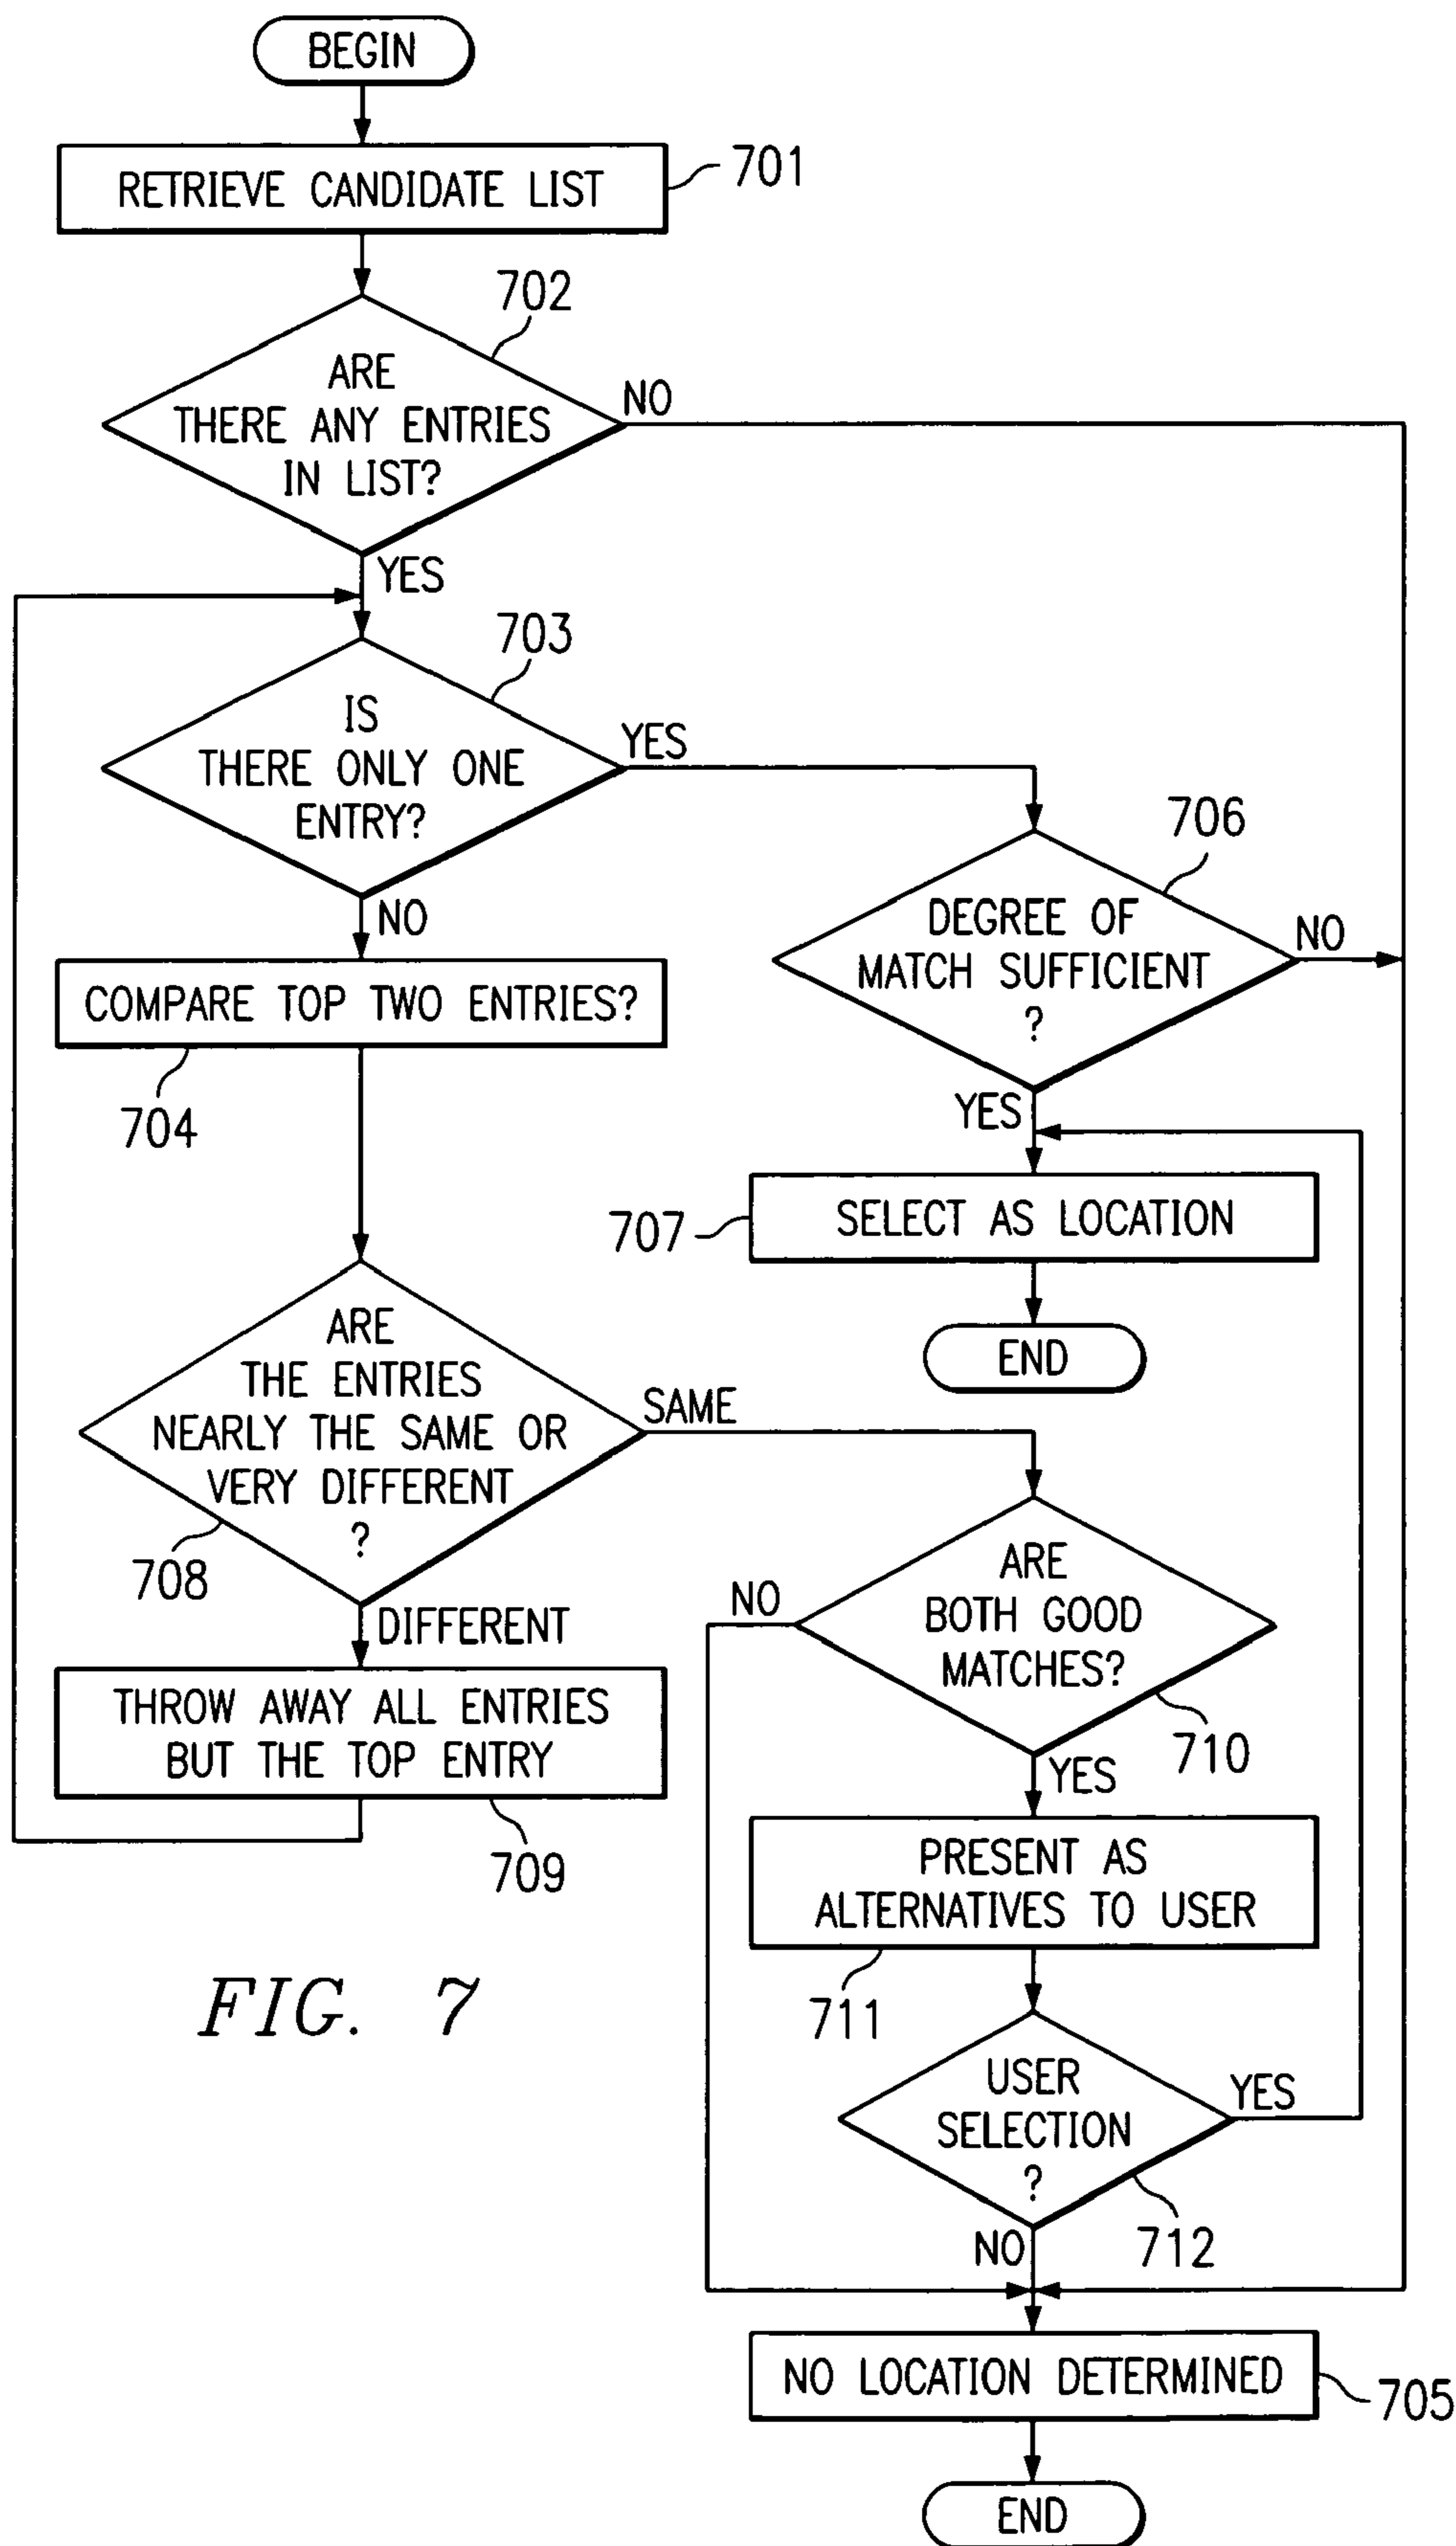 BEGIN
RETRIEVE CANDIDATE LIST
701
702
ARE
THERE ANY ENTRIES
IN LIST?
NO
YES
703
IS
THERE ONLY ONE
ENTRY?
YES
NO
706
DEGREE OF
MATCH SUFFICIENT
?
NO
YES
COMPARE TOP TWO ENTRIES?
704
707
SELECT AS LOCATION
END
ARE
THE ENTRIES
NEARLY THE SAME OR
VERY DIFFERENT
?
SAME
708
DIFFERENT
THROW AWAY ALL ENTRIES
BUT THE TOP ENTRY
709
ARE
BOTH GOOD
MATCHES?
NO
710
YES
PRESENT AS
ALTERNATIVES TO USER
711
USER
SELECTION
?
YES
712
NO
NO LOCATION DETERMINED
705
END
FIG. 7